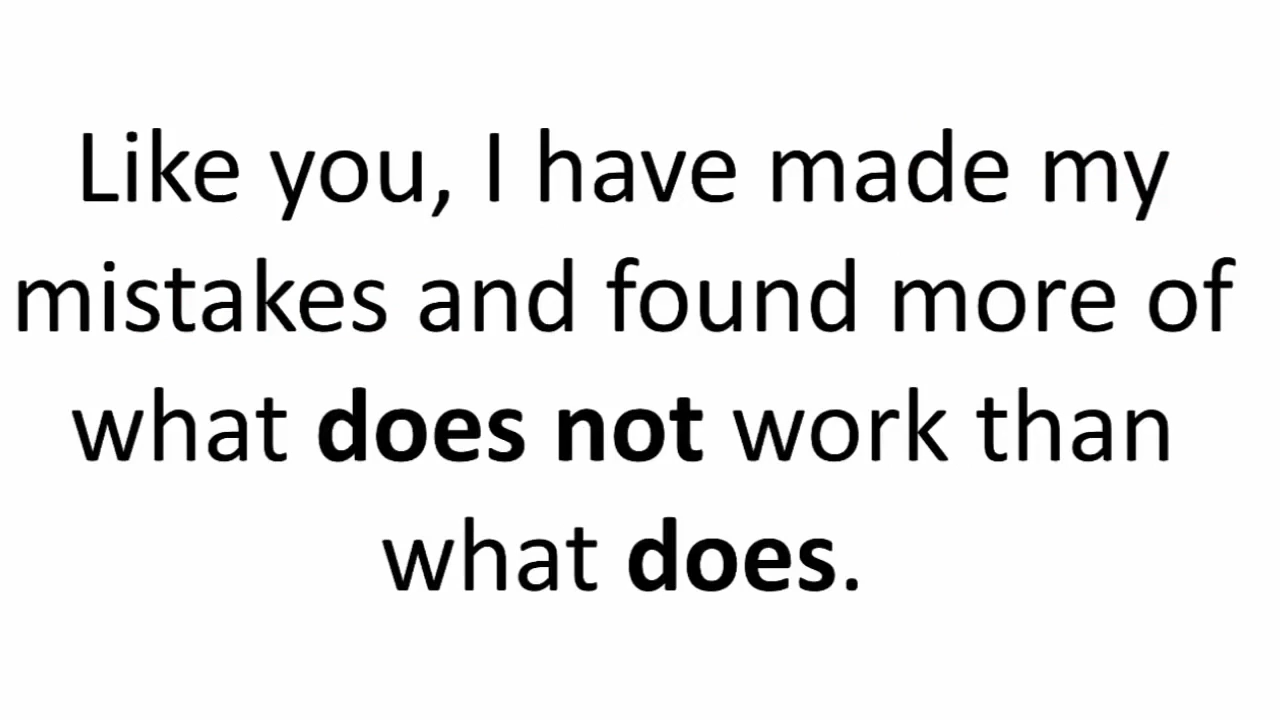 Like you, I have made my
mistakes and found more of
what does not work than
what does.